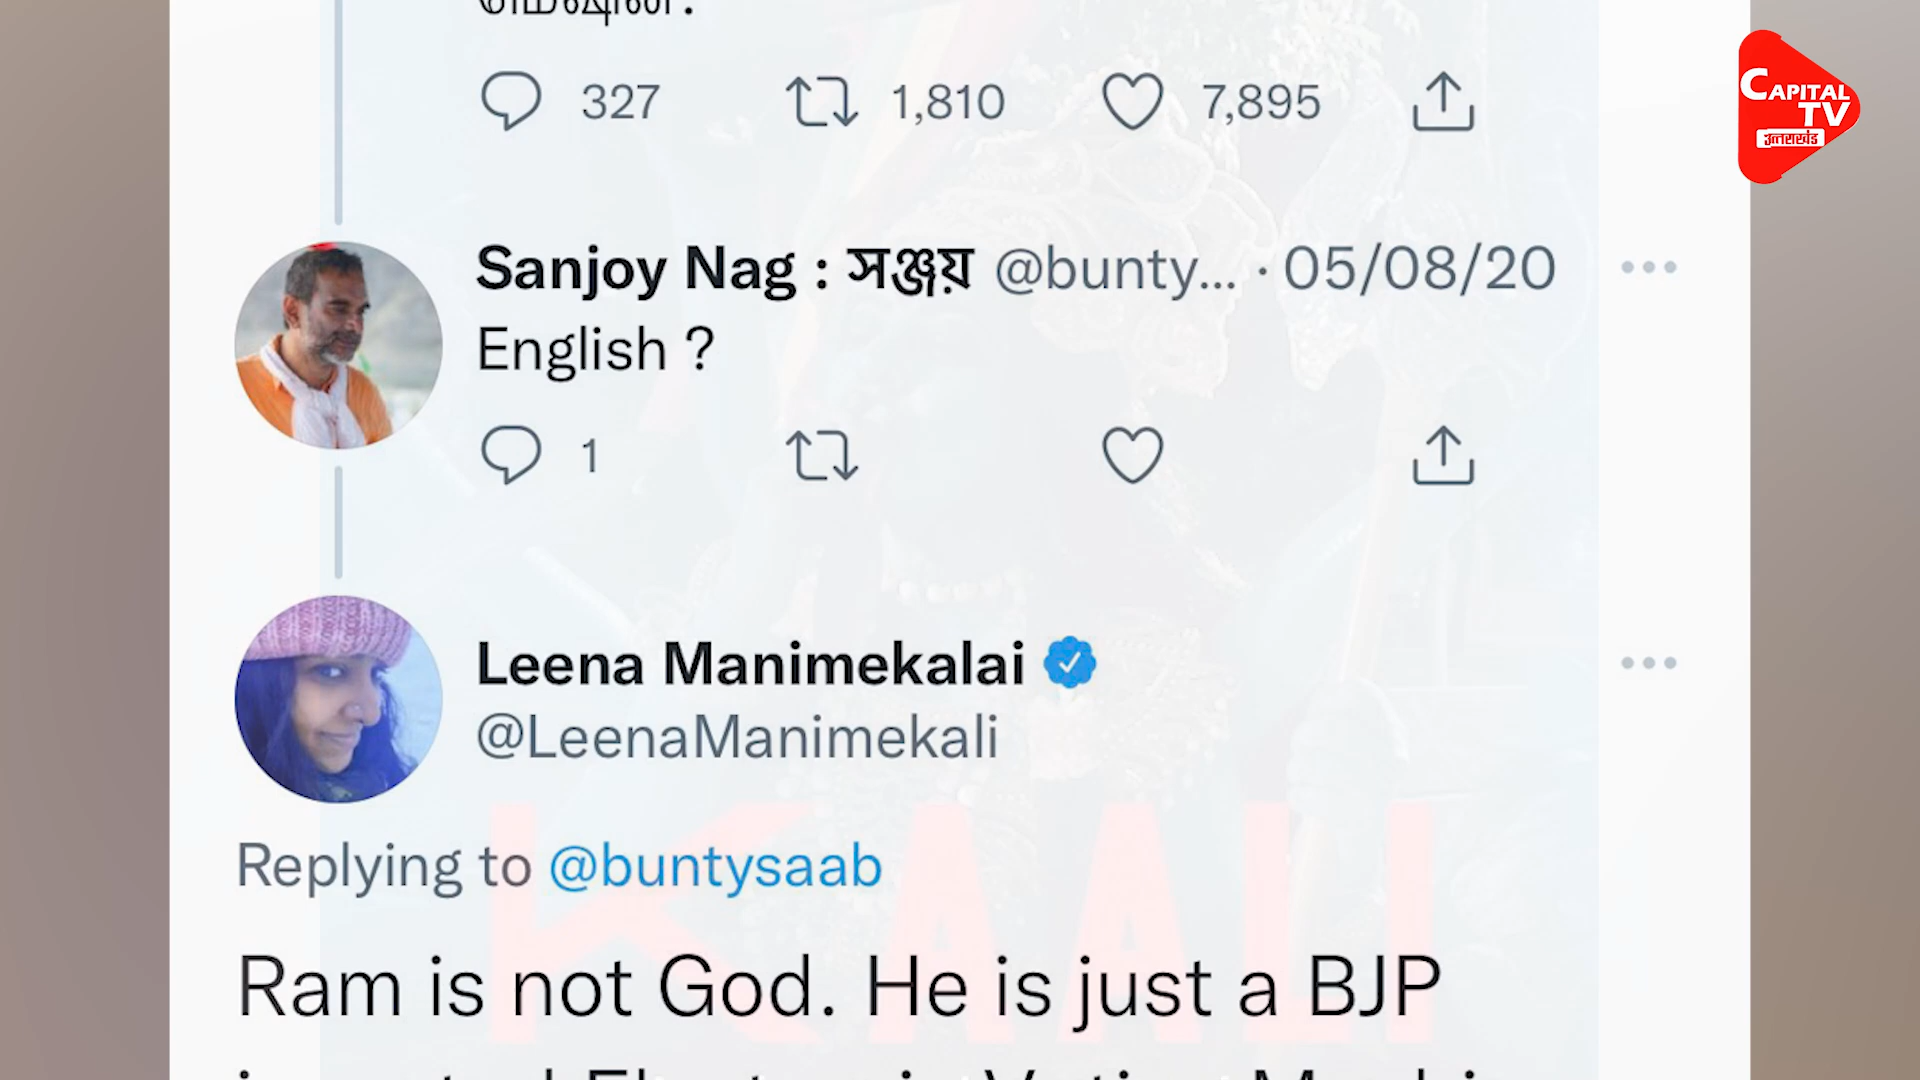 327 1,810 7,895
CAPITAL
TV
उत्तराखंड
Sanjoy Nag : সঞ্জয় @bunty... · 05/08/20
English ?
1
Leena Manimekalai
@LeenaManimekali
Replying to @buntysaab
Ram is not God. He is just a BJP
KAALI